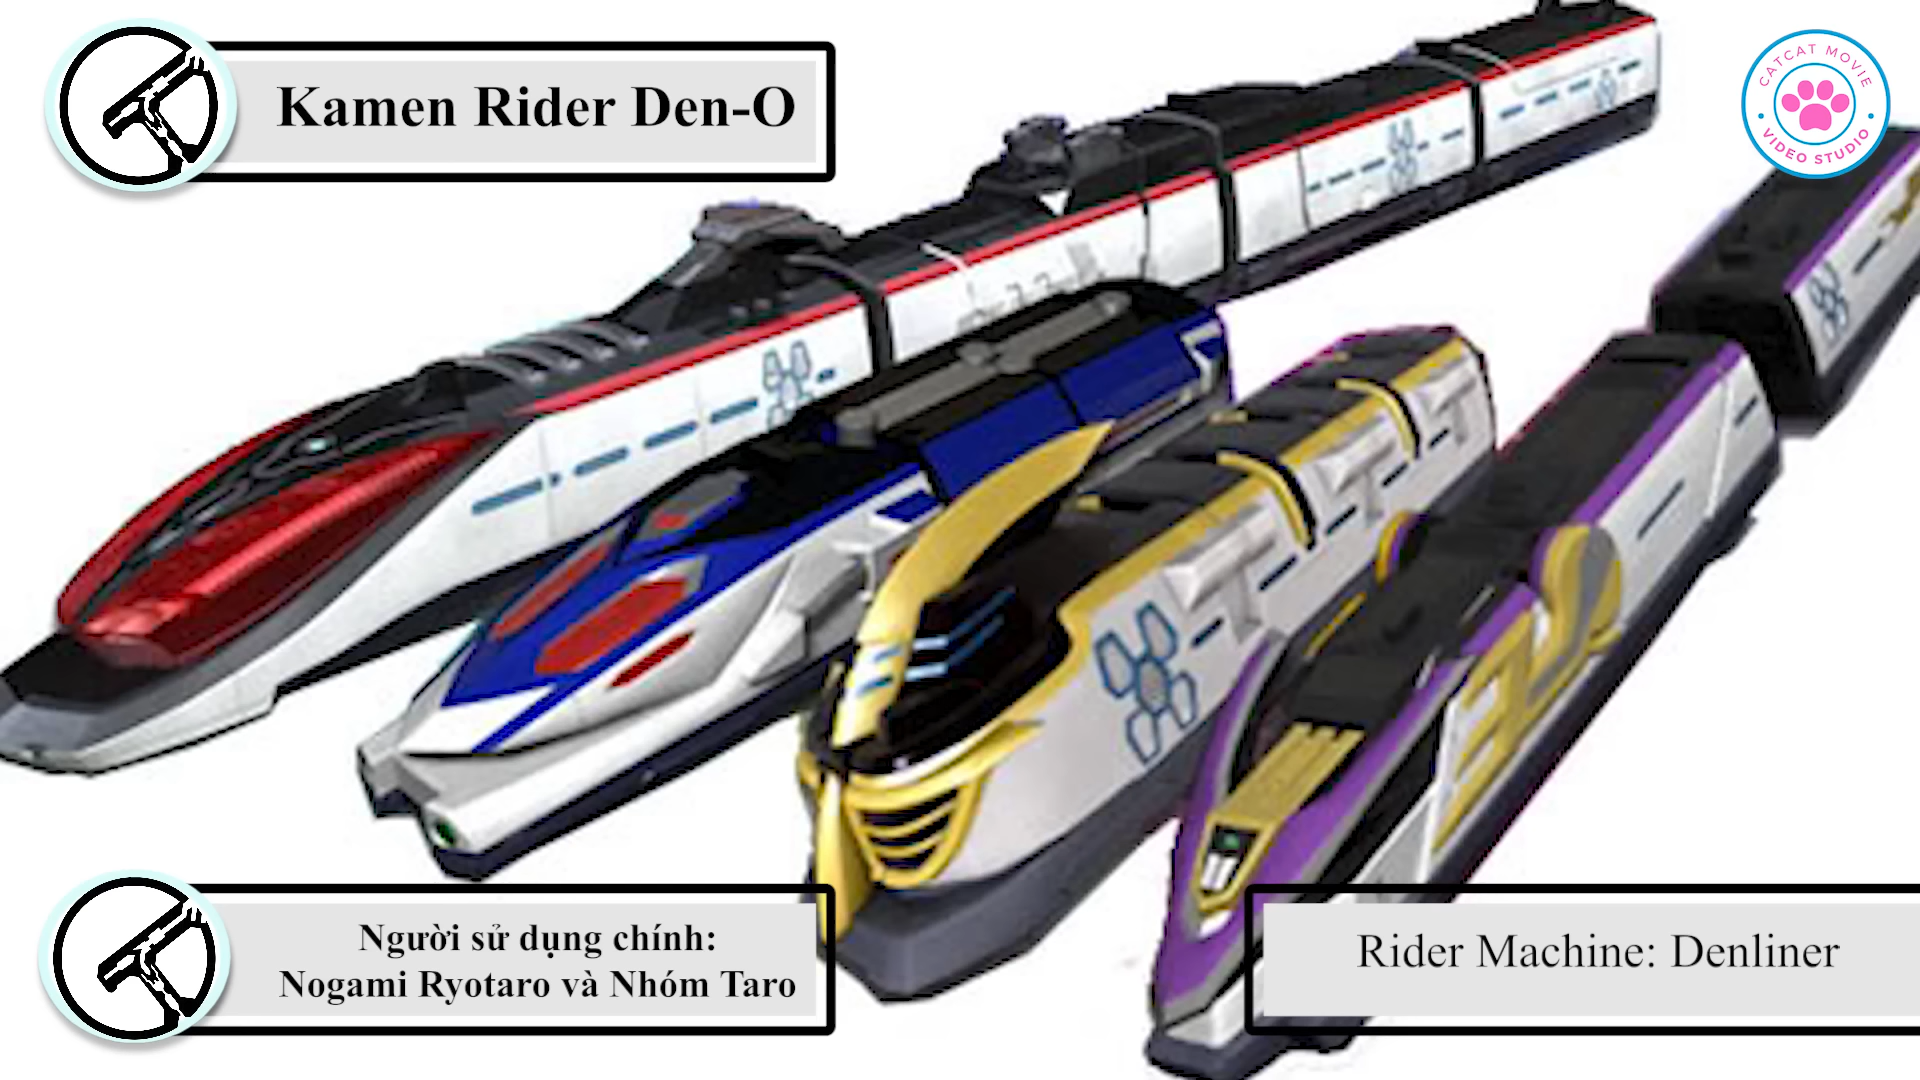 Kamen Rider Den-O
CATCAT MOVIE
VIDEO STUDIO
Người sử dụng chính:
Nogami Ryotaro và Nhóm Taro
Rider Machine: Denliner